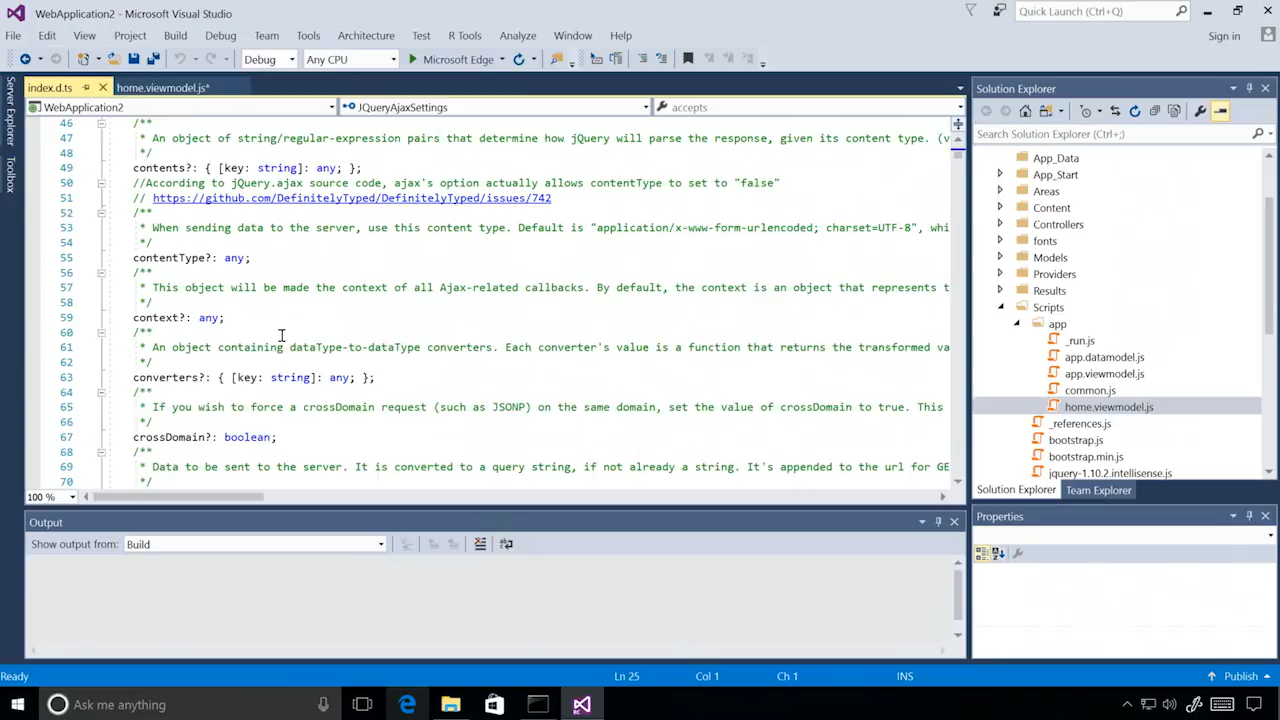 WebApplication2 - Microsoft Visual Studio
Quick Launch (Ctrl+Q)
File Edit View Project Build Debug Team Tools Architecture Test R Tools Analyze Window Help
Sign in
Debug
Any CPU
Microsoft Edge
Server Explorer
Toolbox
index.d.ts
home.viewmodel.js*
WebApplication2
JQueryAjaxSettings
accepts
46 /**
47 * An object of string/regular-expression pairs that determine how jQuery will parse the response, given its content type. (v
48 */
49 contents?: { [key: string]: any; };
50 //According to jQuery.ajax source code, ajax's option actually allows contentType to set to "false"
51 // https://github.com/DefinitelyTyped/DefinitelyTyped/issues/742
52 /**
53 * When sending data to the server, use this content type. Default is "application/x-www-form-urlencoded; charset=UTF-8", whi
54 */
55 contentType?: any;
56 /**
57 * This object will be made the context of all Ajax-related callbacks. By default, the context is an object that represents t
58 */
59 context?: any;
60 /**
61 * An object containing dataType-to-dataType converters. Each converter's value is a function that returns the transformed va
62 */
63 converters?: { [key: string]: any; };
64 /**
65 * If you wish to force a crossDomain request (such as JSONP) on the same domain, set the value of crossDomain to true. This
66 */
67 crossDomain?: boolean;
68 /**
69 * Data to be sent to the server. It is converted to a query string, if not already a string. It's appended to the url for GE
70 */
100 %
Output
Show output from: Build
Solution Explorer
Search Solution Explorer (Ctrl+;)
App_Data
App_Start
Areas
Content
Controllers
fonts
Models
Providers
Results
Scripts
app
_run.js
app.datamodel.js
app.viewmodel.js
common.js
home.viewmodel.js
_references.js
bootstrap.js
bootstrap.min.js
jquery-1.10.2.intellisense.js
Solution Explorer
Team Explorer
Properties
Ready
Ln 25
Col 1
Ch 1
INS
Publish
Ask me anything